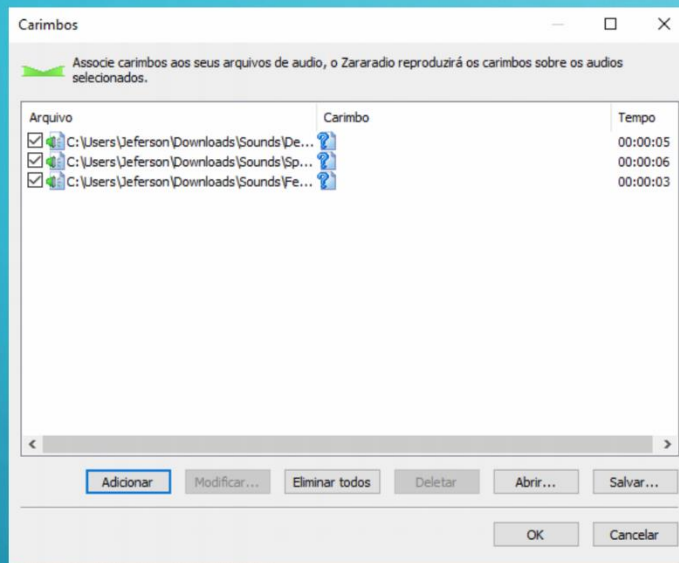 Carimbos
Associe carimbos aos seus arquivos de audio, o Zararadio reproduzirá os carimbos sobre os audios
selecionados.
Arquivo Carimbo Tempo
C:\Users\Jeferson\Downloads\Sounds\De... 00:00:05
C:\Users\Jeferson\Downloads\Sounds\Sp... 00:00:06
C:\Users\Jeferson\Downloads\Sounds\Fe... 00:00:03
Adicionar Modificar... Eliminar todos Deletar Abrir... Salvar...
OK Cancelar